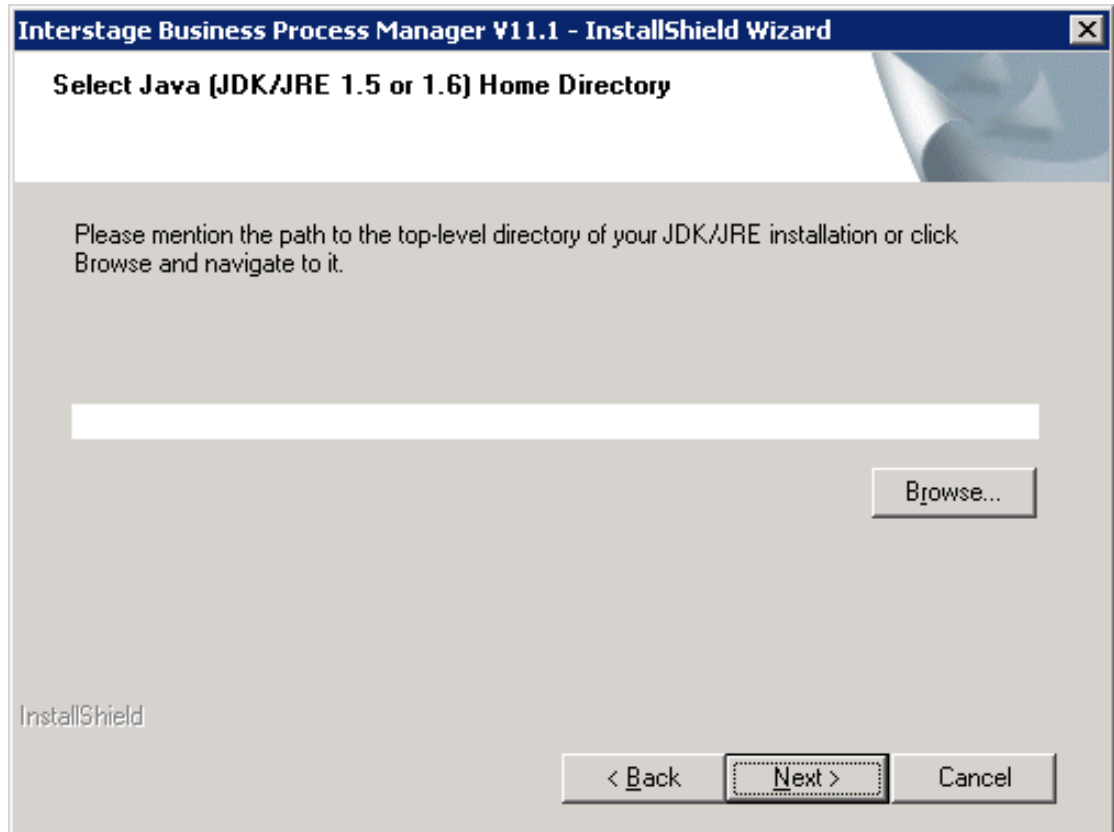 Interstage Business Process Manager V11.1 - InstallShield Wizard
Select Java (JDK/JRE 1.5 or 1.6) Home Directory
Please mention the path to the top-level directory of your JDK/JRE installation or click
Browse and navigate to it.
Browse...
InstallShield
< Back Next > Cancel